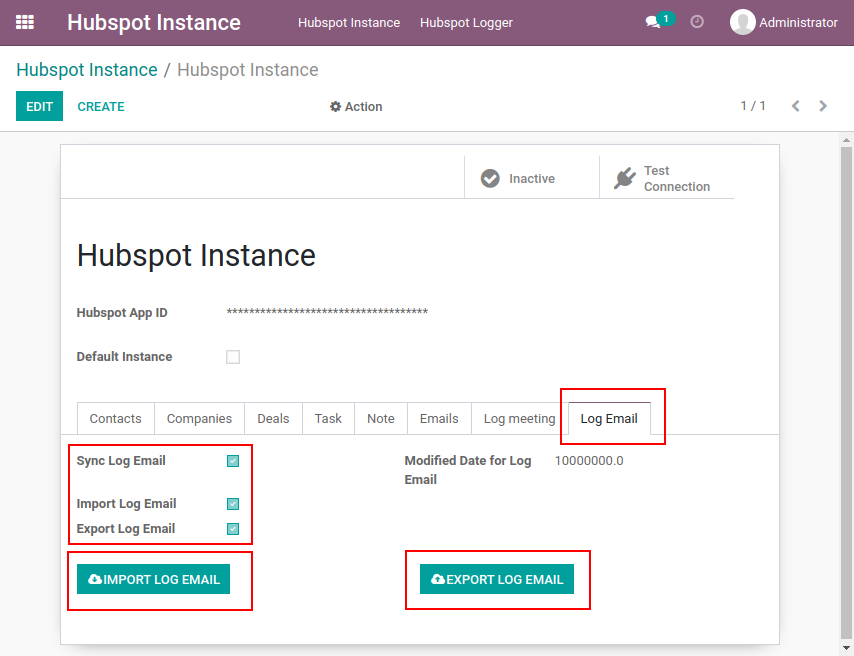 Hubspot Instance Hubspot Instance Hubspot Logger 1 Administrator
Hubspot Instance / Hubspot Instance
EDIT CREATE Action 1 / 1
Inactive
Test
Connection
Hubspot Instance
Hubspot App ID ************************************
Default Instance
Contacts Companies Deals Task Note Emails Log meeting Log Email
Sync Log Email Modified Date for Log 10000000.0
Email
Import Log Email
Export Log Email
IMPORT LOG EMAIL EXPORT LOG EMAIL